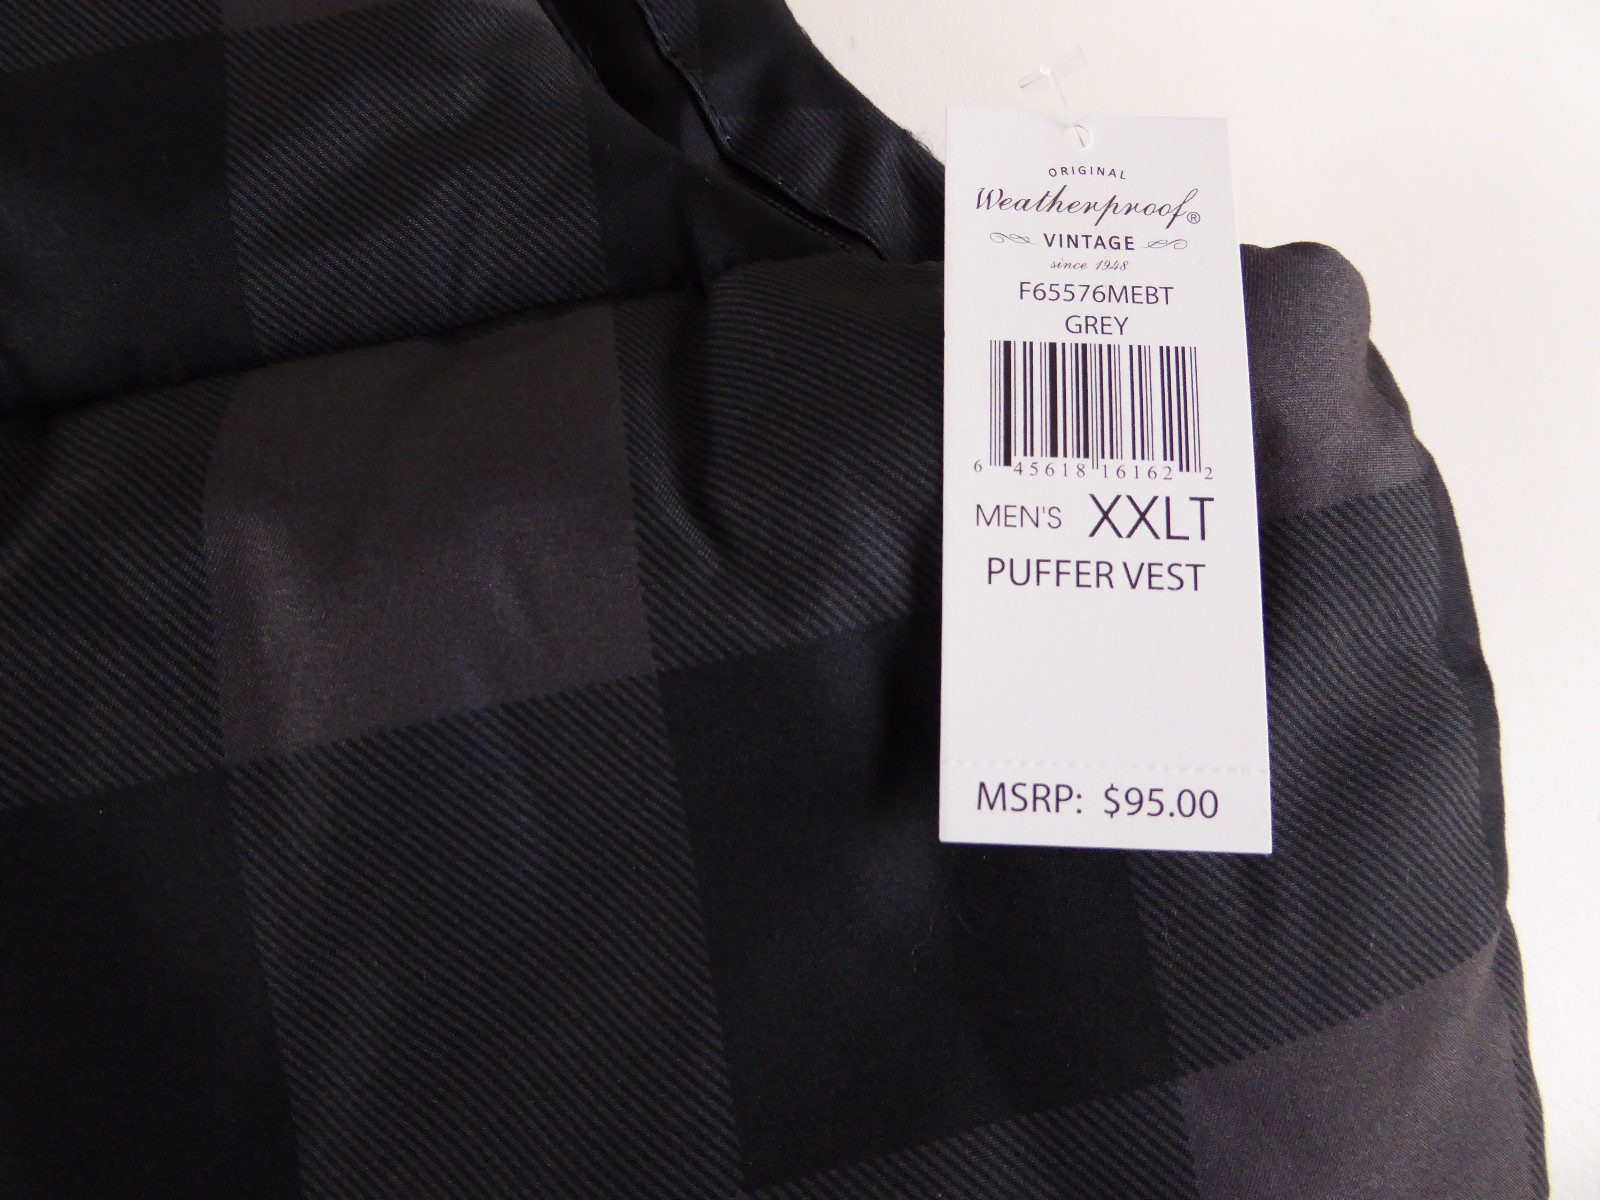 ORIGINAL
Weatherproof®
VINTAGE
since 1948
F65576MEBT
GREY
6 45618 16162 2
MEN'S XXLT
PUFFER VEST
MSRP: $95.00